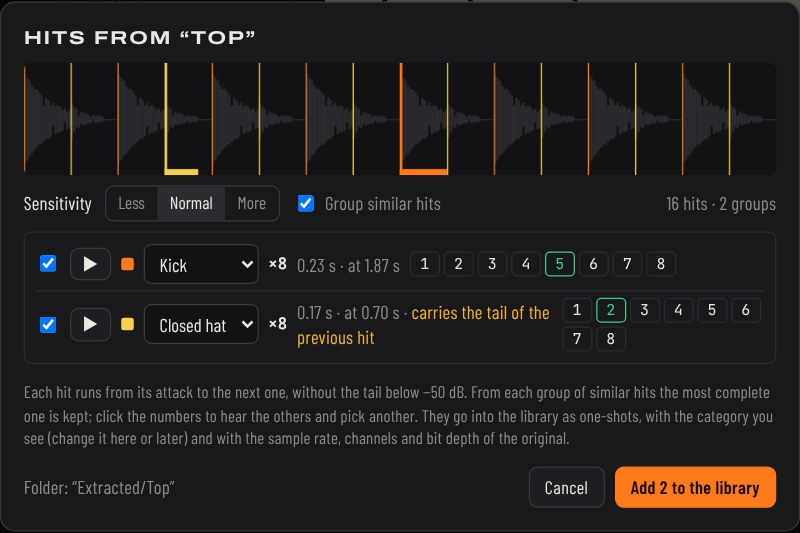 HITS FROM “TOP”
Sensitivity Less Normal More Group similar hits 16 hits · 2 groups
Kick ×8 0.23 s · at 1.87 s 1 2 3 4 5 6 7 8
Closed hat ×8 0.17 s · at 0.70 s · carries the tail of the previous hit 1 2 3 4 5 6
7 8
Each hit runs from its attack to the next one, without the tail below −50 dB. From each group of similar hits the most complete
one is kept; click the numbers to hear the others and pick another. They go into the library as one-shots, with the category you
see (change it here or later) and with the sample rate, channels and bit depth of the original.
Folder: “Extracted/Top” Cancel Add 2 to the library